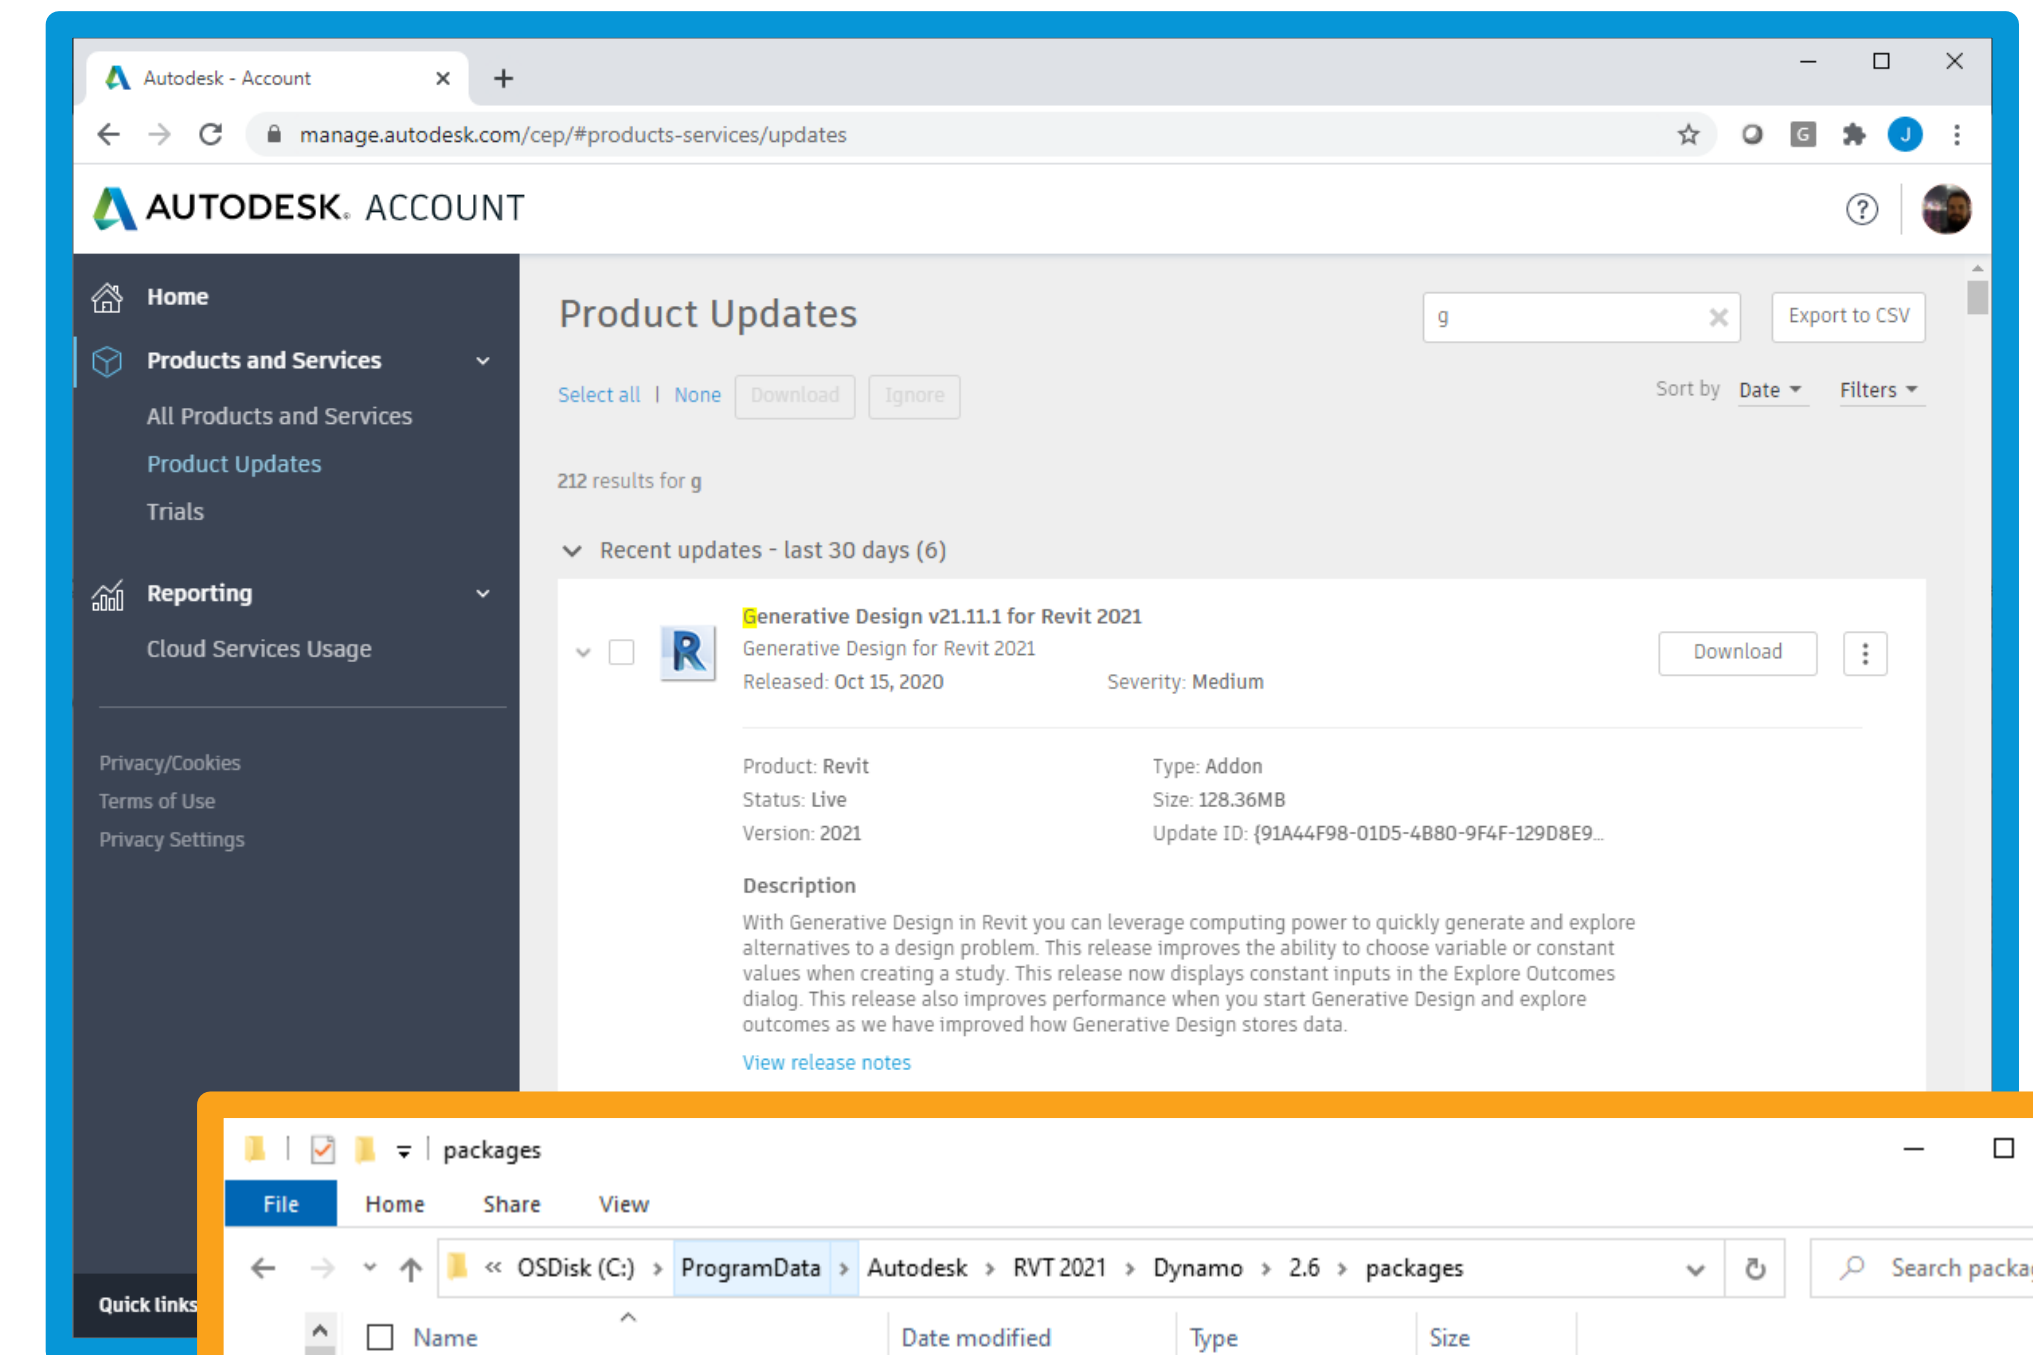 Autodesk - Account
manage.autodesk.com/cep/#products-services/updates
G
J
AUTODESK. ACCOUNT
Home
Products and Services
All Products and Services
Product Updates
Trials
Reporting
Cloud Services Usage
Privacy/Cookies
Terms of Use
Privacy Settings
Quick links
Product Updates
g
Export to CSV
Select all | None Download Ignore
Sort by Date Filters
212 results for g
Recent updates - last 30 days (6)
R
Generative Design v21.11.1 for Revit 2021
Generative Design for Revit 2021
Released: Oct 15, 2020 Severity: Medium
Download
Product: Revit Type: Addon
Status: Live Size: 128.36MB
Version: 2021 Update ID: {91A44F98-01D5-4B80-9F4F-129D8E9...
Description
With Generative Design in Revit you can leverage computing power to quickly generate and explore
alternatives to a design problem. This release improves the ability to choose variable or constant
values when creating a study. This release now displays constant inputs in the Explore Outcomes
dialog. This release also improves performance when you start Generative Design and explore
outcomes as we have improved how Generative Design stores data.
View release notes
packages
File Home Share View
« OSDisk (C:) > ProgramData > Autodesk > RVT 2021 > Dynamo > 2.6 > packages
Search packag
Name Date modified Type Size